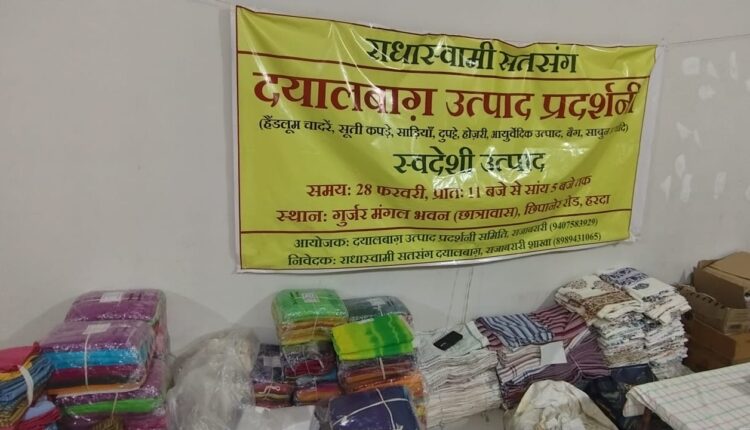 राधास्वामी सतसंग
दयालबाग़ उत्पाद प्रदर्शनी
(हैंडलूम चादरें, सूती कपड़े, साड़ियाँ, दुपट्टे, होज़री, आयुर्वेदिक उत्पाद, बैग, साबुन आदि)
स्वदेशी उत्पाद
समय: 28 फरवरी, प्रात: 11 बजे से सांय 5 बजे तक
स्थान: गुर्जर मंगल भवन (छात्रावास), छिपानेर रोड, हरदा
आयोजक: दयालबाग़ उत्पाद प्रदर्शनी समिति, राजाबरारी (9407583929)
निवेदक: राधास्वामी सतसंग दयालबाग़, राजाबरारी शाखा (8989431065)